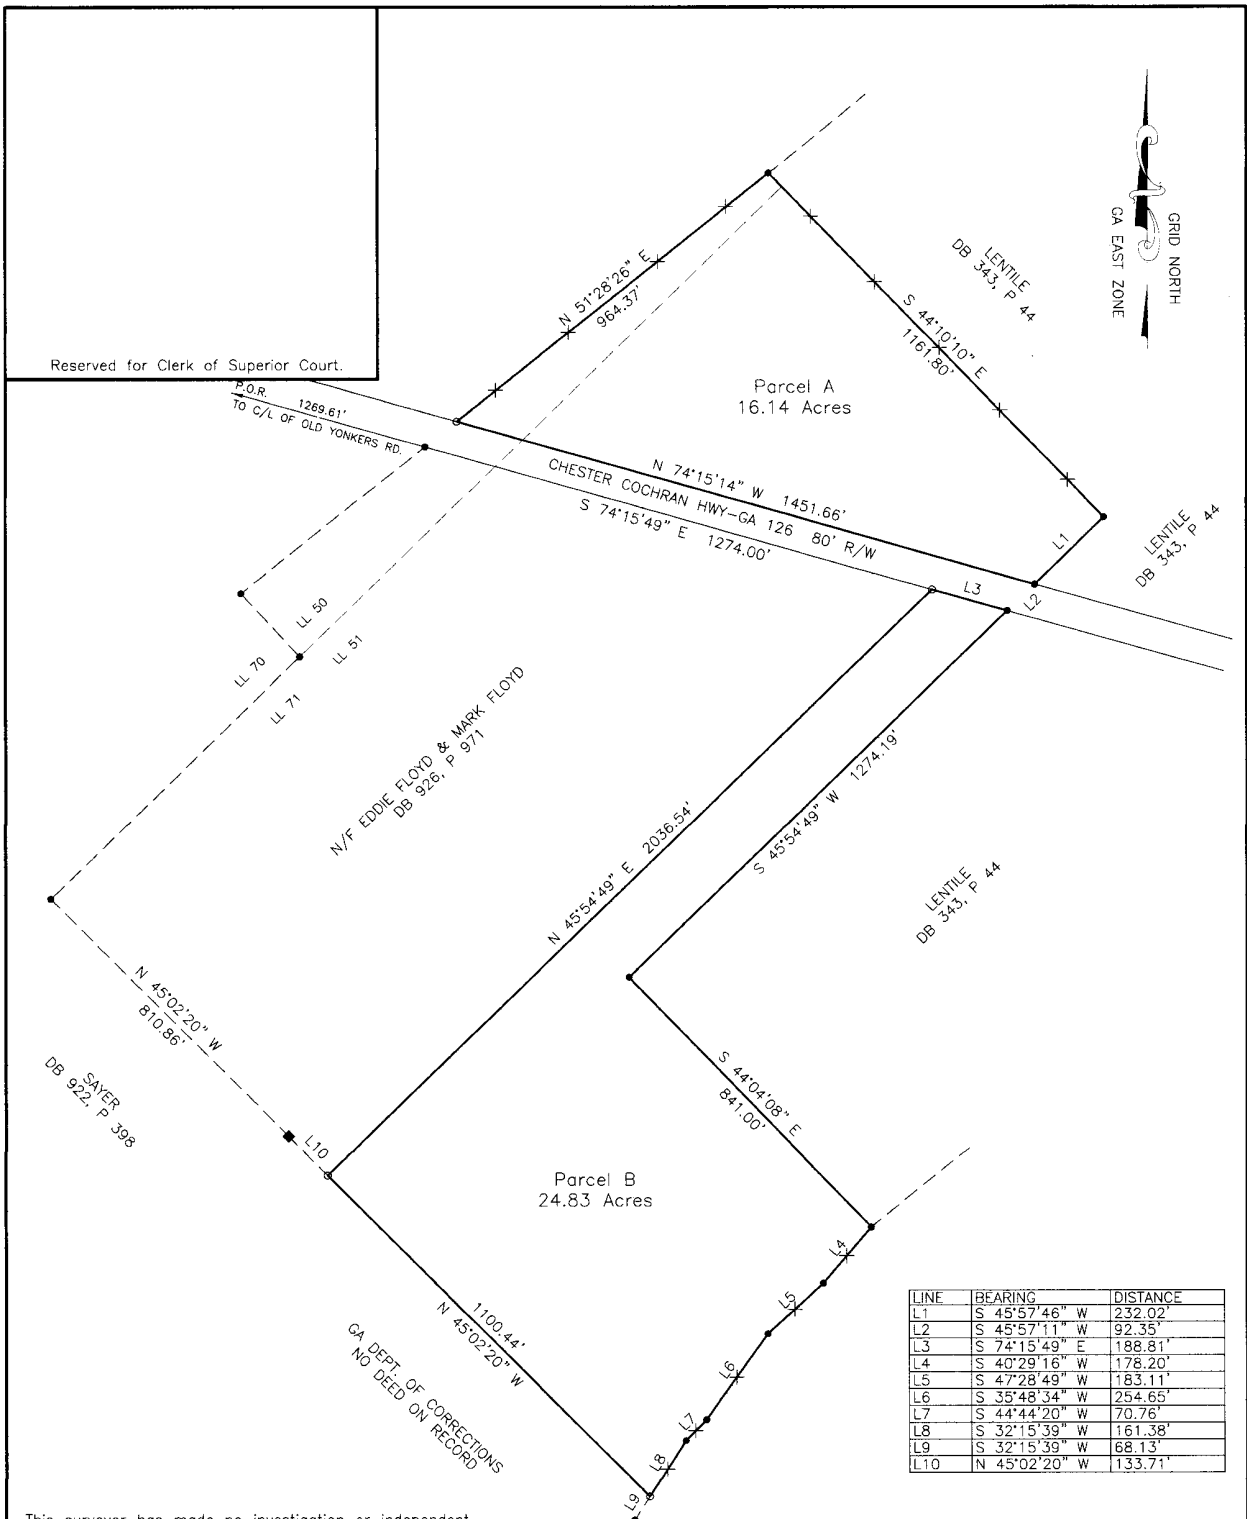 Reserved for Clerk of Superior Court.
GRID NORTH
GA EAST ZONE
LENTILE
DB 343, P 44
N 51°28'26" E
964.37'
S 44°10'10" E
1161.80'
Parcel A
16.14 Acres
P.O.R. 1269.61'
TO C/L OF OLD YONKERS RD.
N 74°15'14" W 1451.66'
CHESTER COCHRAN HWY-GA 126 80' R/W
S 74°15'49" E 1274.00'
L1
LENTILE
DB 343, P 44
L2
L3
LL 50
LL 51
LL 70
LL 71
N/F EDDIE FLOYD & MARK FLOYD
DB 926, P 971
S 45°54'49" W 1274.19'
N 45°54'49" E 2036.54'
LENTILE
DB 343, P 44
N 45°02'20" W
810.86'
SAYER
DB 922, P 398
L10
S 44°04'08" E
841.00'
Parcel B
24.83 Acres
L4
L5
L6
L7
L8
L9
1100.44'
N 45°02'20" W
GA DEPT. OF CORRECTIONS
NO DEED ON RECORD
LINE BEARING DISTANCE
L1 S 45°57'46" W 232.02'
L2 S 45°57'11" W 92.35'
L3 S 74°15'49" E 188.81'
L4 S 40°29'16" W 178.20'
L5 S 47°28'49" W 183.11'
L6 S 35°48'34" W 254.65'
L7 S 44°44'20" W 70.76'
L8 S 32°15'39" W 161.38'
L9 S 32°15'39" W 68.13'
L10 N 45°02'20" W 133.71'
This surveyor has made no investigation or independent